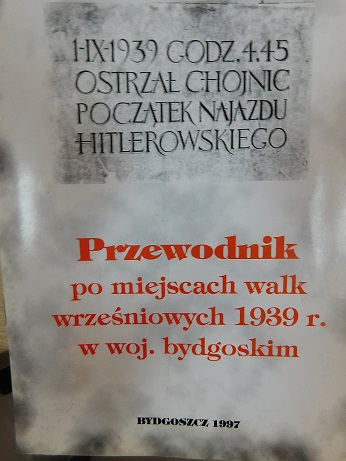 1·IX·1939 GODZ. 4.45
OSTRZAŁ CHOJNIC
POCZĄTEK NAJAZDU
HITLEROWSKIEGO
Przewodnik
po miejscach walk
wrześniowych 1939 r.
w woj. bydgoskim
BYDGOSZCZ 1997